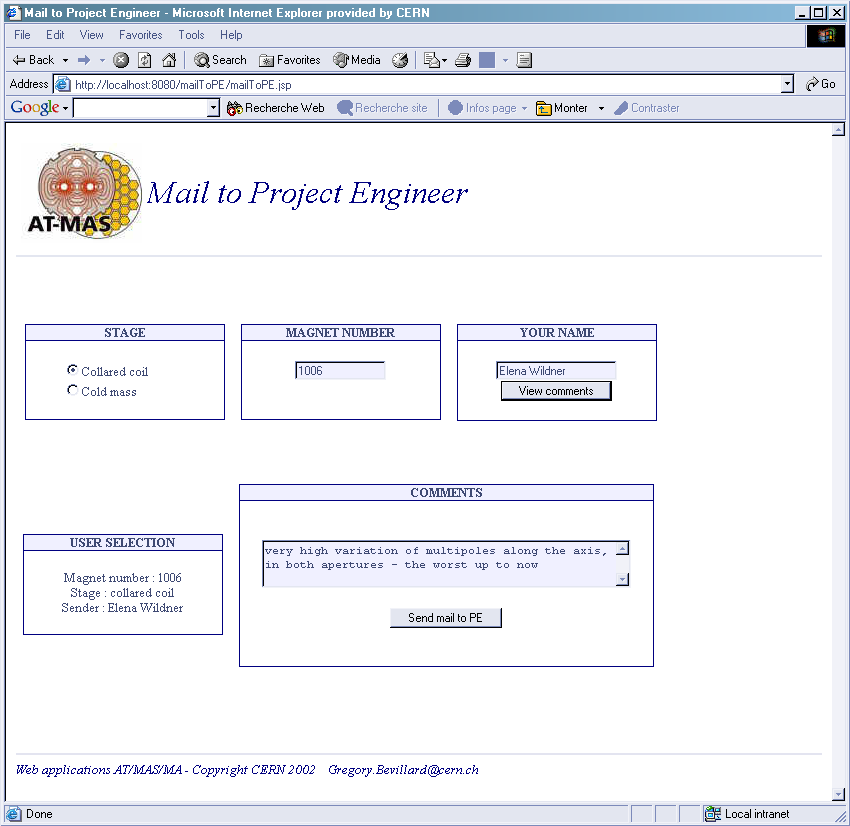 Mail to Project Engineer - Microsoft Internet Explorer provided by CERN
File Edit View Favorites Tools Help
Back Search Favorites Media
Address http://localhost:8080/mailToPE/mailToPE.jsp Go
Google Recherche Web Recherche site Infos page Monter Contraster
AT-MAS
Mail to Project Engineer
STAGE
Collared coil
Cold mass
MAGNET NUMBER
1006
YOUR NAME
Elena Wildner
View comments
USER SELECTION
Magnet number : 1006
Stage : collared coil
Sender : Elena Wildner
COMMENTS
very high variation of multipoles along the axis,
in both apertures - the worst up to now
Send mail to PE
Web applications AT/MAS/MA - Copyright CERN 2002 Gregory.Bevillard@cern.ch
Done Local intranet